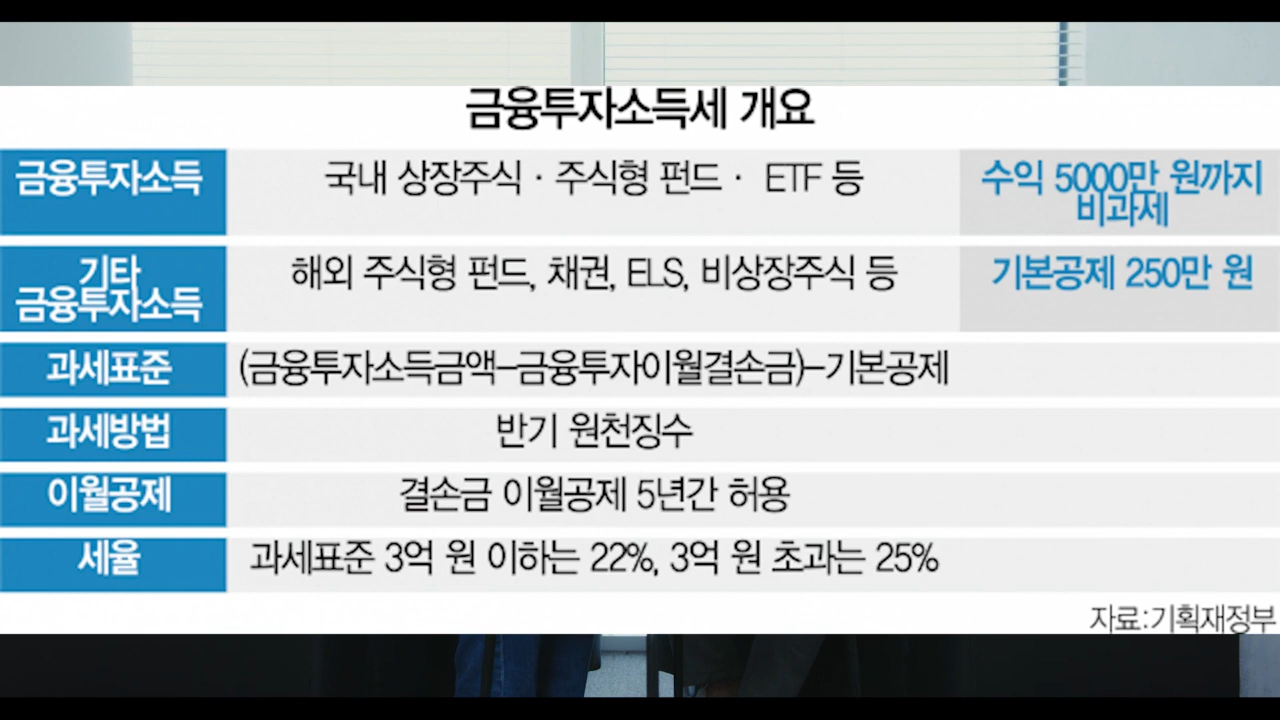 금융투자소득세 개요
금융투자소득
국내 상장주식 · 주식형 펀드 · ETF 등
수익 5000만 원까지
비과세
기타
금융투자소득
해외 주식형 펀드, 채권, ELS, 비상장주식 등
기본공제 250만 원
과세표준
(금융투자소득금액-금융투자이월결손금)-기본공제
과세방법
반기 원천징수
이월공제
결손금 이월공제 5년간 허용
세율
과세표준 3억 원 이하는 22%, 3억 원 초과는 25%
자료:기획재정부